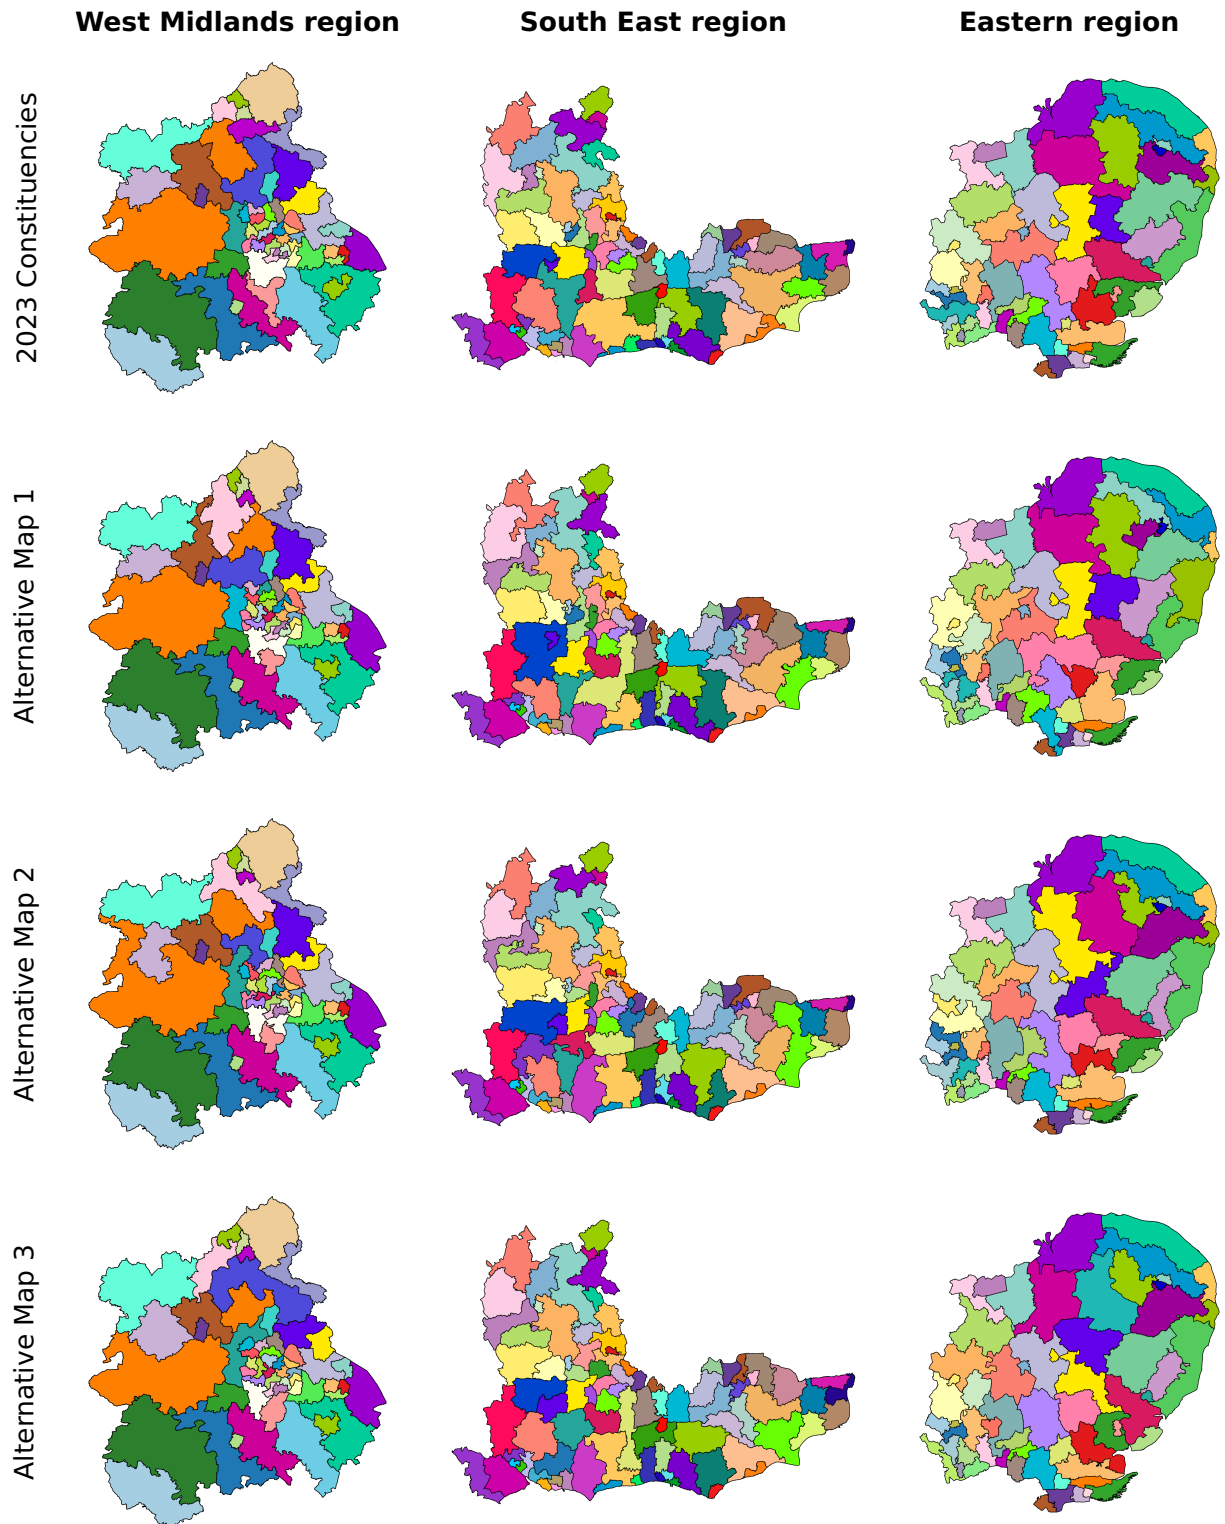 West Midlands region
South East region
Eastern region
2023 Constituencies
Alternative Map 1
Alternative Map 2
Alternative Map 3